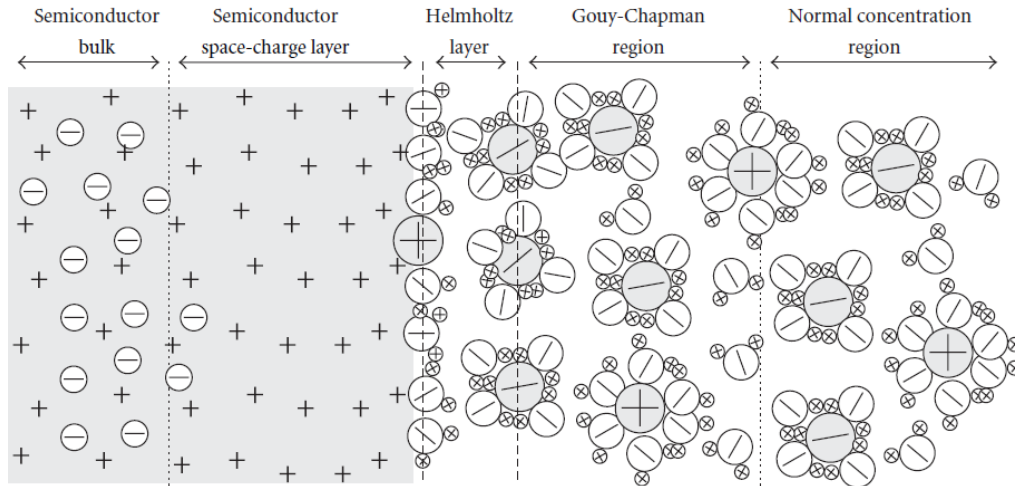 Semiconductor
bulk
Semiconductor
space-charge layer
Helmholtz
layer
Gouy-Chapman
region
Normal concentration
region